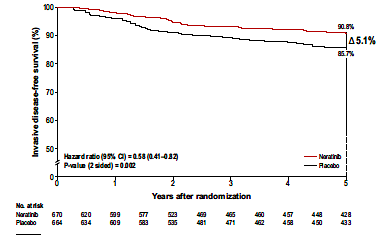 100
90
80
70
60
50
0
Invasive disease-free survival (%)
90.8%
Δ 5.1%
85.7%
Hazard ratio (95% CI) = 0.58 (0.41–0.82)
P-value (2 sided) = 0.002
Neratinib
Placebo
0 1 2 3 4 5
Years after randomization
No. at risk
Neratinib 670 620 599 577 523 469 465 460 457 448 428
Placebo 664 634 609 583 535 481 471 462 458 450 433